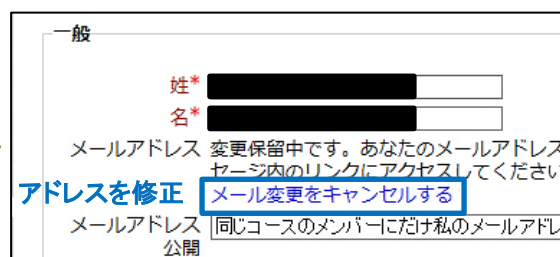 一般
姓*
名*
メールアドレス 変更保留中です。あなたのメールアドレス
セージ内のリンクにアクセスしてください
アドレスを修正 メール変更をキャンセルする
メールアドレス 同じコースのメンバーにだけ私のメールアドレ
公開